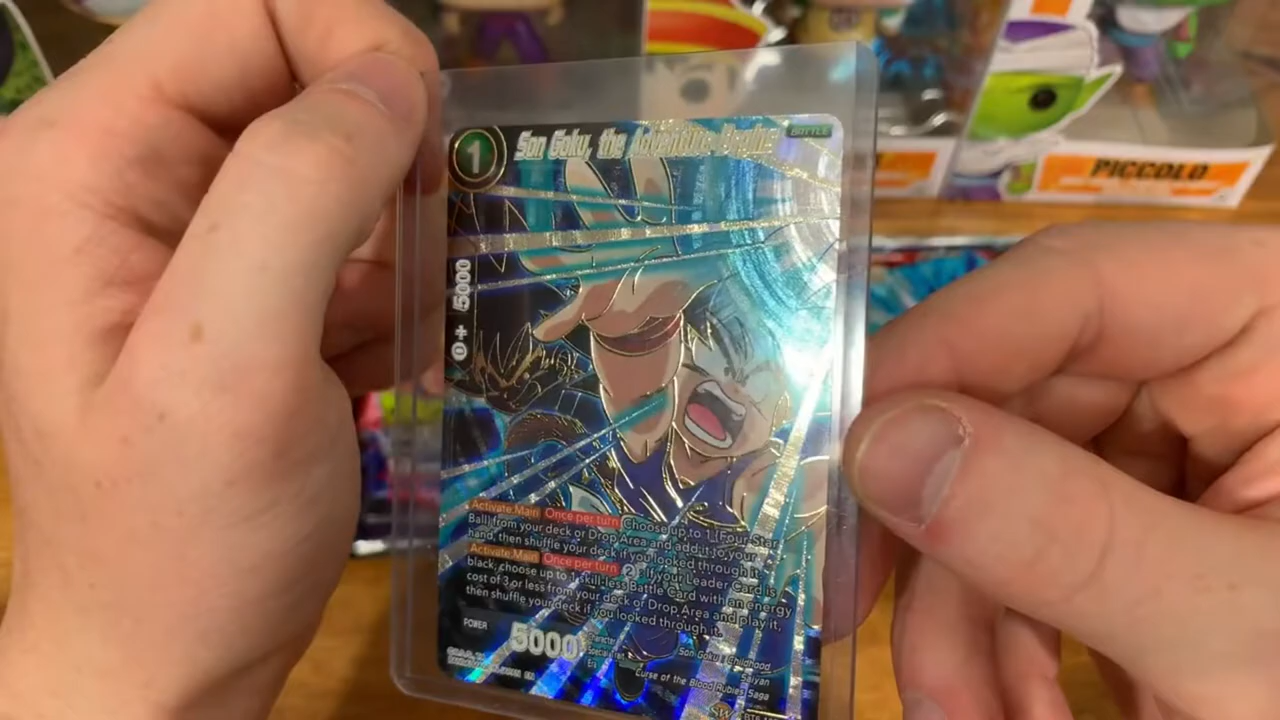 PICCOLO
1
Son Goku, the Adventure Begins
BATTLE
0+ 5000
Activate:Main Once per turn Choose up to 1 {Four-Star
Ball} from your deck or Drop Area and add it to your
hand, then shuffle your deck if you looked through it.
Activate:Main Once per turn 2 : If your Leader Card is
black, choose up to 1 skill-less Battle Card with an energy
cost of 3 or less from your deck or Drop Area and play it,
then shuffle your deck if you looked through it.
POWER
5000
Character
Special Trait
Era
Son Goku : Childhood
Saiyan
Curse of the Blood Rubies Saga